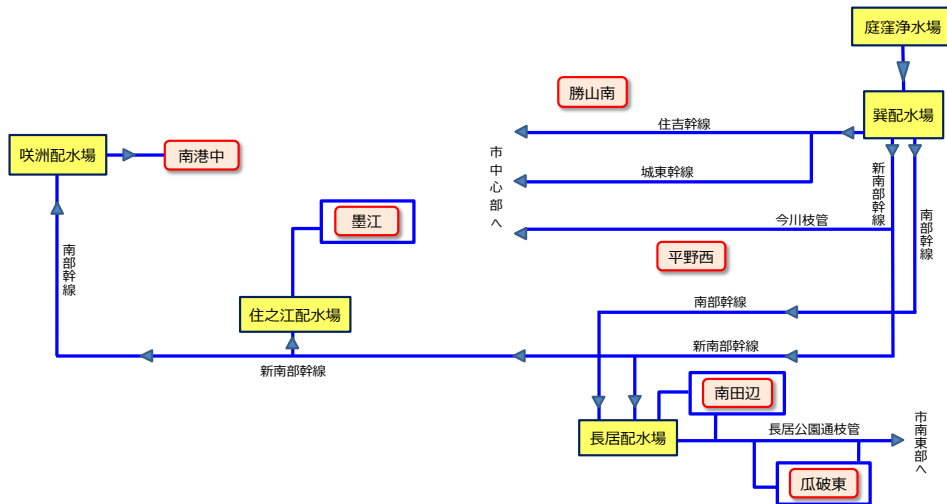 庭窪浄水場
勝山南
巽配水場
住吉幹線
咲洲配水場
南港中
市中心部へ
城東幹線
新南部幹線
南部幹線
墨江
今川枝管
平野西
南部幹線
住之江配水場
南部幹線
新南部幹線
新南部幹線
南田辺
長居配水場
長居公園通枝管
市南東部へ
瓜破東